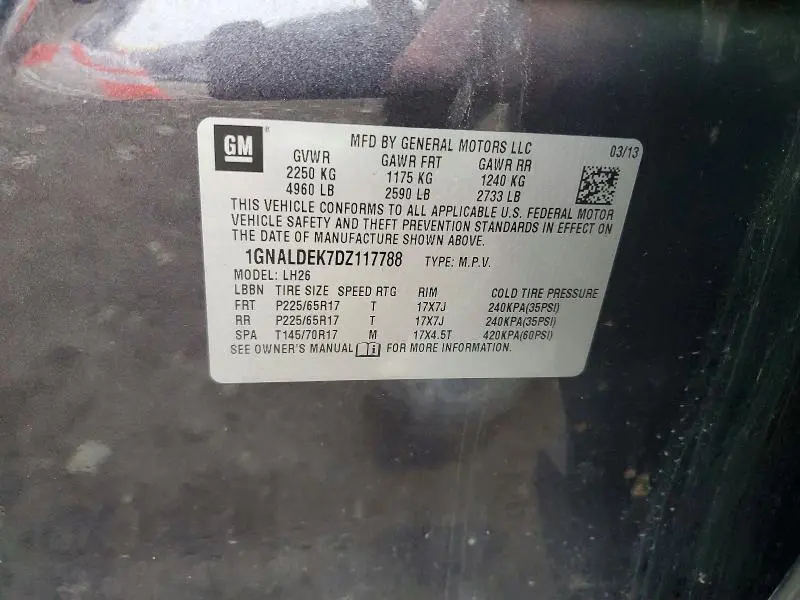 GM ® MFD BY GENERAL MOTORS LLC 03/13
GVWR GAWR FRT GAWR RR
2250 KG 1175 KG 1240 KG
4960 LB 2590 LB 2733 LB
THIS VEHICLE CONFORMS TO ALL APPLICABLE U.S. FEDERAL MOTOR
VEHICLE SAFETY AND THEFT PREVENTION STANDARDS IN EFFECT ON
THE DATE OF MANUFACTURE SHOWN ABOVE.
1GNALDEK7DZ117788 TYPE: M.P.V.
MODEL: LH26
LBBN TIRE SIZE SPEED RTG RIM COLD TIRE PRESSURE
FRT P225/65R17 T 17X7J 240KPA(35PSI)
RR P225/65R17 T 17X7J 240KPA(35PSI)
SPA T145/70R17 M 17X4.5T 420KPA(60PSI)
SEE OWNER'S MANUAL FOR MORE INFORMATION.